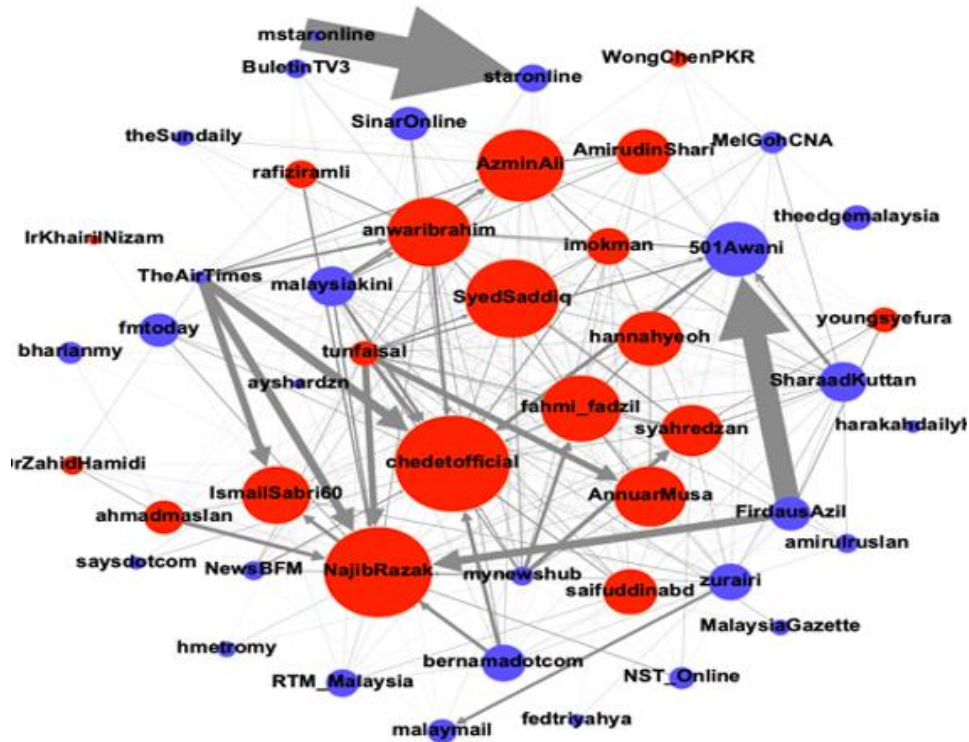 mstaronline
BuletinTV3
staronline
WongChenPKR
SinarOnline
theSundaily
AmirudinShari
MelGohCNA
AzminAli
rafiziramli
theedgemalaysia
anwaribrahim
imokman
501Awani
IrKhairilNizam
TheAirTimes
malaysiakini
SyedSaddiq
youngsyefura
fmtoday
hannahyeoh
bharianmy
tunfaisal
SharaadKuttan
ayshardzn
fahmi_fadzil
harakahdailyh
syahredzan
chedetofficial
rZahidHamidi
IsmailSabri60
AnnuarMusa
ahmadmaslan
FirdausAzil
amirulruslan
saysdotcom
NewsBFM
NajibRazak
mynewshub
zurairi
saifuddinabd
MalaysiaGazette
hmetromy
bernamadotcom
RTM_Malaysia
NST_Online
fedtriyahya
malaymail